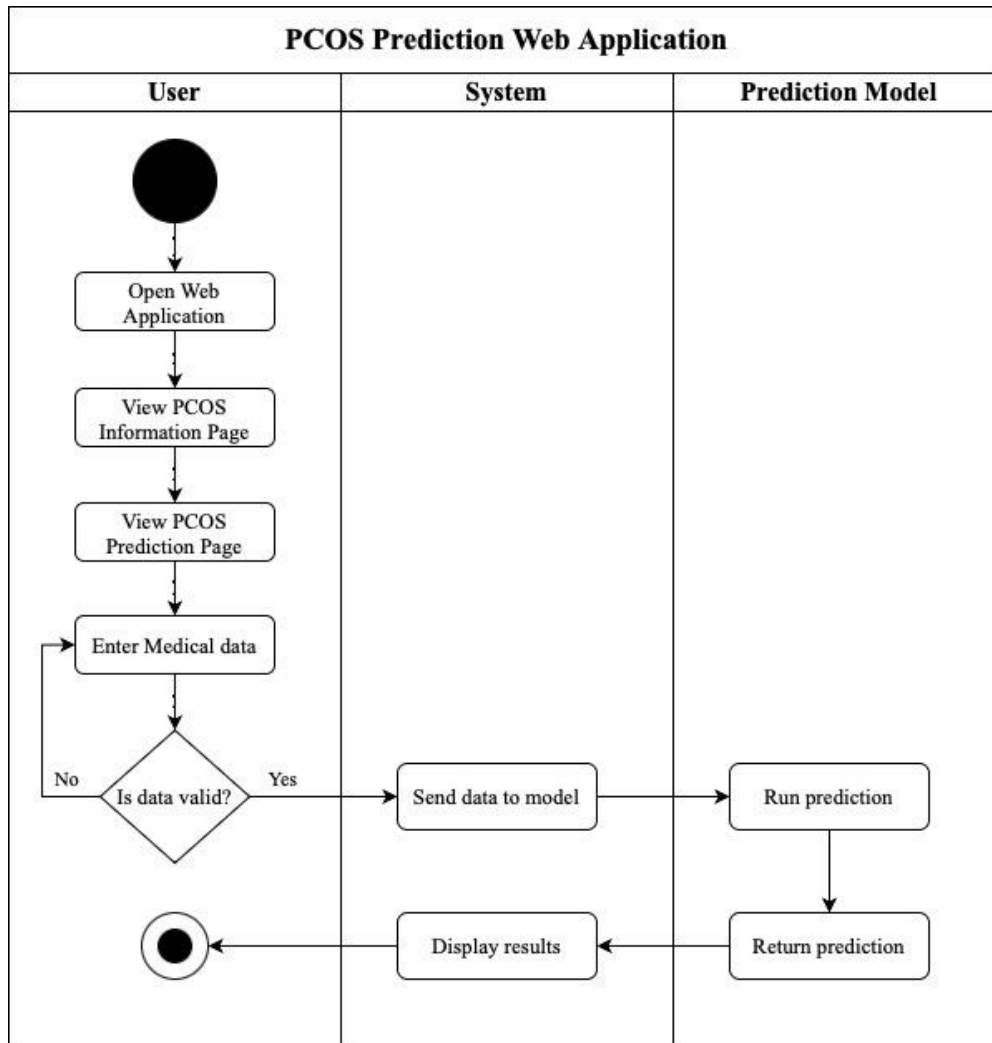 PCOS Prediction Web Application
User
System
Prediction Model
Open Web
Application
View PCOS
Information Page
View PCOS
Prediction Page
Enter Medical data
No
Is data valid?
Yes
Send data to model
Run prediction
Display results
Return prediction